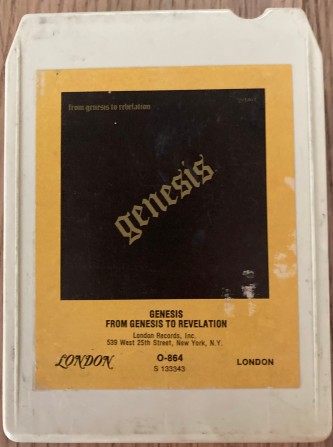 from genesis to revelation
genesis
GENESIS
FROM GENESIS TO REVELATION
London Records, Inc.
539 West 25th Street, New York, N.Y.
LONDON O-864 LONDON
S 133343